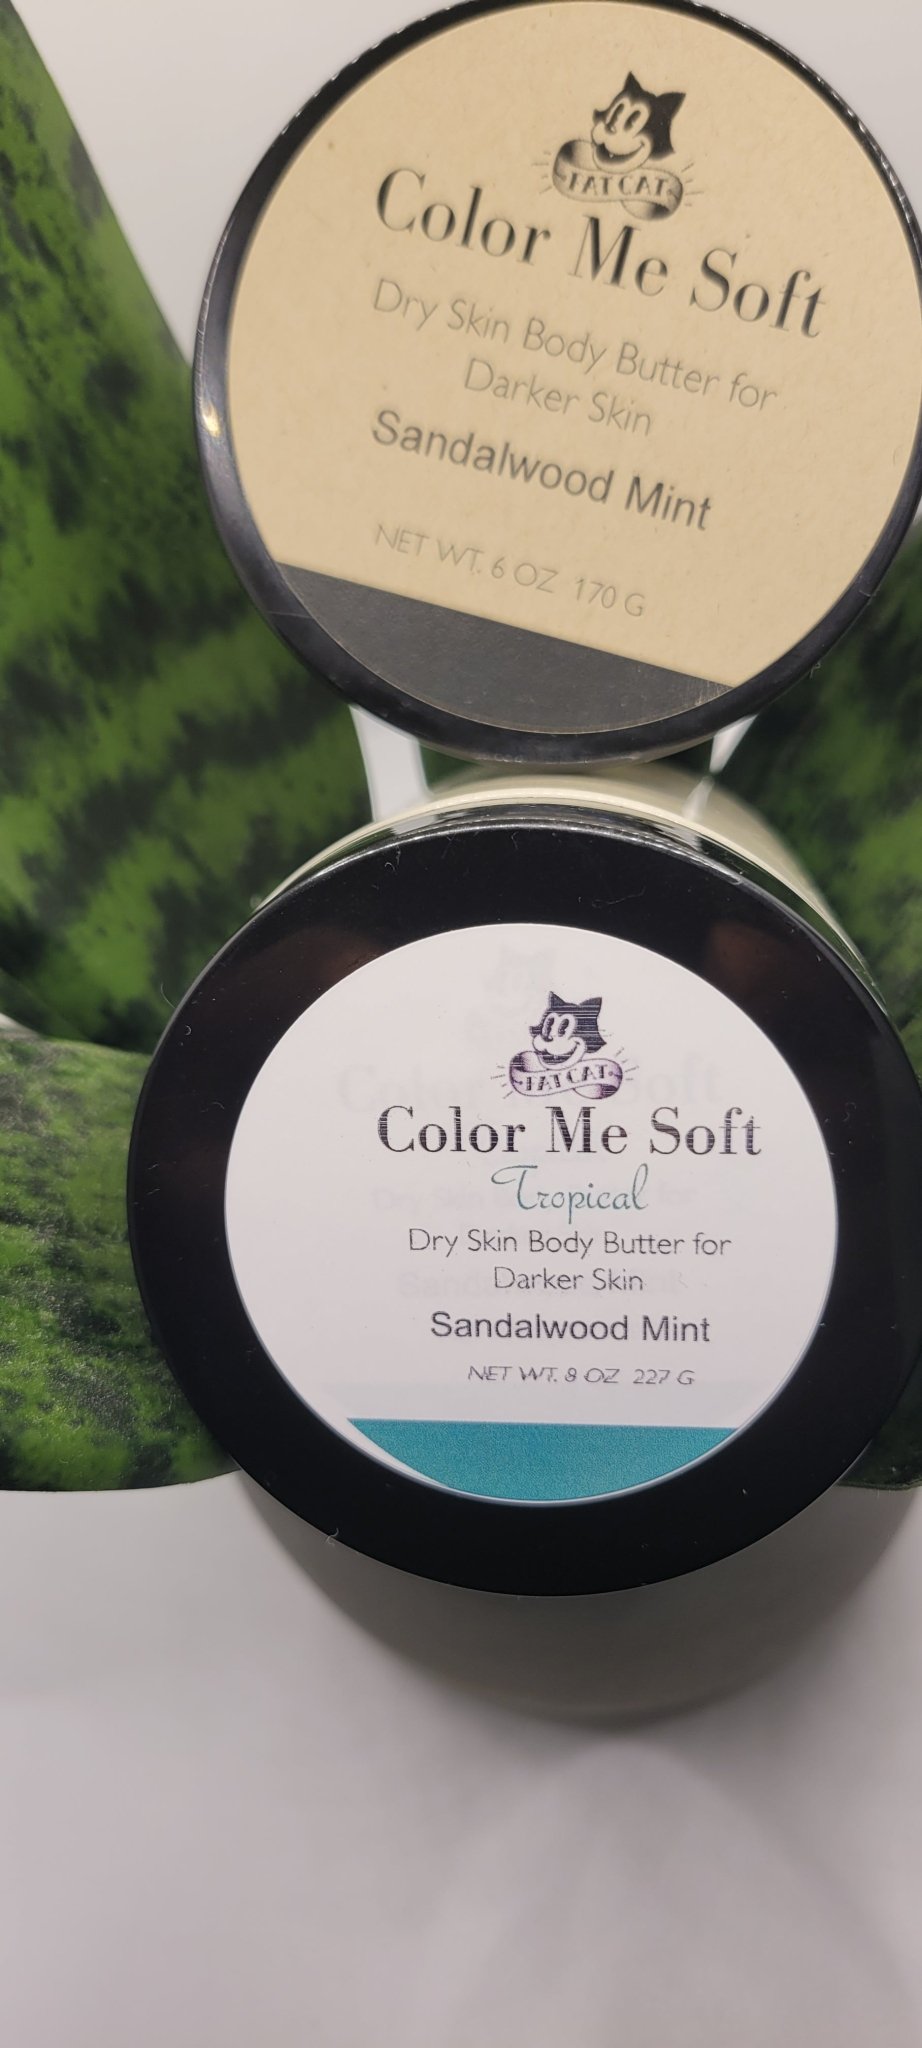 FAT CAT
Color Me Soft
Dry Skin Body Butter for
Darker Skin
Sandalwood Mint
NET WT. 6 OZ 170 G
FAT CAT
Color Me Soft
Tropical
Dry Skin Body Butter for
Darker Skin
Sandalwood Mint
NET WT. 8 OZ 227 G